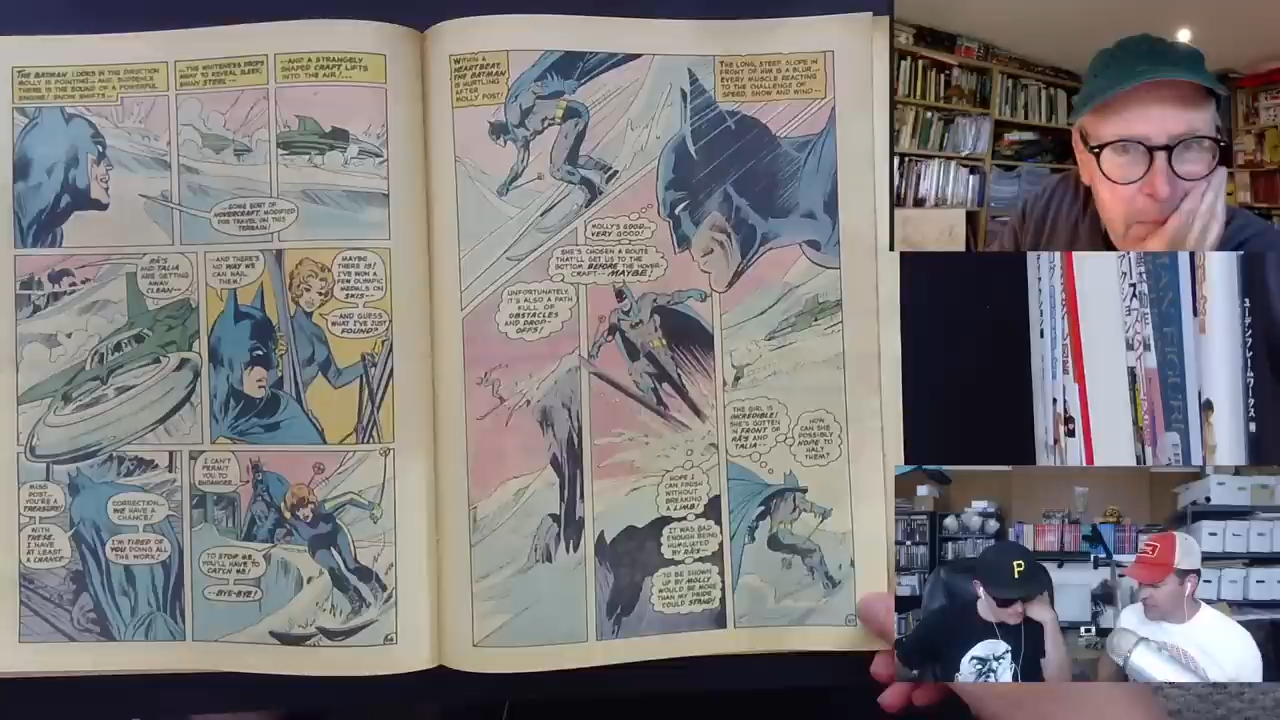 THE BATMAN LOOKS IN THE DIRECTION
MOLLY IS POINTING-- AND SUDDENLY
THERE IS THE SOUND OF A POWERFUL
ENGINE! SNOW SHIFTS--
--THE WHITENESS DROPS
AWAY TO REVEAL SLEEK,
SHINY STEEL--
--AND A STRANGELY
SHAPED CRAFT LIFTS
INTO THE AIR!...
--SOME SORT OF
HOVERCRAFT, MODIFIED
FOR TRAVEL ON THIS
TERRAIN!
RĀ'S
AND TALIA
ARE GETTING
AWAY
CLEAN--
--AND THERE'S
NO WAY WE
CAN NAIL
THEM!
MAYBE
THERE IS!
I'VE WON A
FEW OLYMPIC
MEDALS ON
SKIS--
--AND GUESS
WHAT I'VE JUST
FOUND?
MISS
POST--
YOU'RE A
TREASURE!
WITH
THESE,
I HAVE
AT LEAST
A CHANCE--
CORRECTION--
WE HAVE A
CHANCE!
I'M TIRED OF
YOU DOING ALL
THE WORK!
I CAN'T
PERMIT
YOU TO
ENDANGER--
TO STOP ME,
YOU'LL HAVE TO
CATCH ME!
--BYE-BYE!
WITHIN A
HEARTBEAT,
THE BATMAN
IS HURTLING
AFTER
MOLLY POST!
THE LONG, STEEP SLOPE IN
FRONT OF HIM IS A BLUR--
EVERY MUSCLE REACTING
TO THE CHALLENGE OF
SPEED, SNOW AND WIND--
MOLLY'S GOOD--
VERY GOOD!
SHE'S CHOSEN A ROUTE
THAT'LL GET US TO THE
BOTTOM BEFORE THE HOVER-
CRAFT-- MAYBE!
UNFORTUNATELY,
IT'S ALSO A PATH
FULL OF
OBSTACLES
AND DROP-
OFFS!
HOPE I
CAN FINISH
WITHOUT
BREAKING
A LIMB!
IT WAS BAD
ENOUGH BEING
HUMILIATED
BY RĀ'S--
--TO BE SHOWN
UP BY MOLLY
WOULD BE MORE
THAN MY PRIDE
COULD STAND!
THE GIRL IS
INCREDIBLE!
SHE'S GOTTEN
IN FRONT OF
RĀ'S AND
TALIA--
HOW
CAN SHE
POSSIBLY
HOPE TO
HALT
THEM?
P